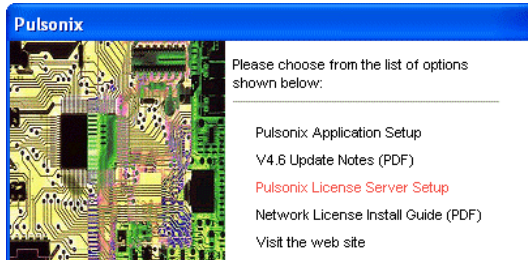 Pulsonix
Please choose from the list of options
shown below:
Pulsonix Application Setup
V4.6 Update Notes (PDF)
Pulsonix License Server Setup
Network License Install Guide (PDF)
Visit the web site